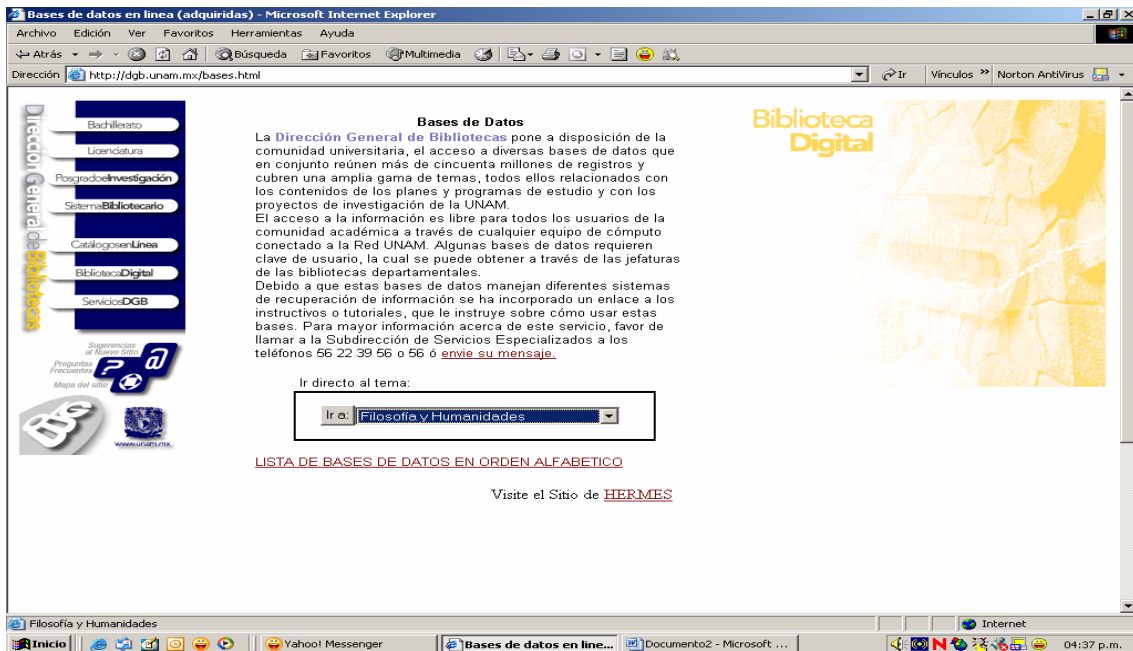 Bases de datos en linea (adquiridas) - Microsoft Internet Explorer
Archivo Edición Ver Favoritos Herramientas Ayuda
Atrás Búsqueda Favoritos Multimedia
Dirección http://dgb.unam.mx/bases.html Ir Vínculos » Norton AntiVirus
Dirección General de Bibliotecas
Bachillerato
Licenciatura
PosgradoeInvestigación
SistemaBibliotecario
CatálogosenLínea
BibliotecaDigital
ServiciosDGB
Sugerencias
al Nuevo Sitio
Preguntas
Frecuentes
Mapa del sitio
www.unam.mx
Bases de Datos
La Dirección General de Bibliotecas pone a disposición de la
comunidad universitaria, el acceso a diversas bases de datos que
en conjunto reúnen más de cincuenta millones de registros y
cubren una amplia gama de temas, todos ellos relacionados con
los contenidos de los planes y programas de estudio y con los
proyectos de investigación de la UNAM.
El acceso a la información es libre para todos los usuarios de la
comunidad académica a través de cualquier equipo de cómputo
conectado a la Red UNAM. Algunas bases de datos requieren
clave de usuario, la cual se puede obtener a través de las jefaturas
de las bibliotecas departamentales.
Debido a que estas bases de datos manejan diferentes sistemas
de recuperación de información se ha incorporado un enlace a los
instructivos o tutoriales, que le instruye sobre cómo usar estas
bases. Para mayor información acerca de este servicio, favor de
llamar a la Subdirección de Servicios Especializados a los
teléfonos 56 22 39 56 o 56 ó envie su mensaje.
Ir directo al tema:
Ir a: Filosofía y Humanidades
LISTA DE BASES DE DATOS EN ORDEN ALFABETICO
Visite el Sitio de HERMES
Biblioteca
Digital
Filosofía y Humanidades Internet
Inicio Yahoo! Messenger Bases de datos en line... Documento2 - Microsoft ... 04:37 p.m.